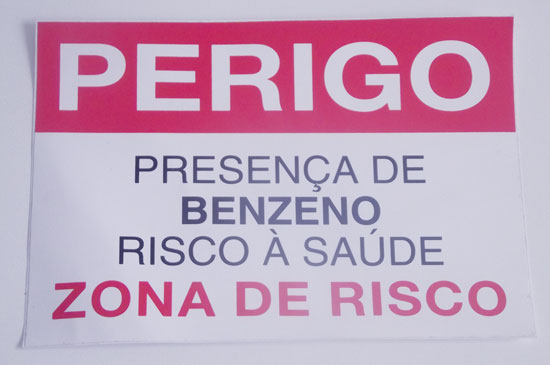 PERIGO
PRESENÇA DE
BENZENO
RISCO À SAÚDE
ZONA DE RISCO